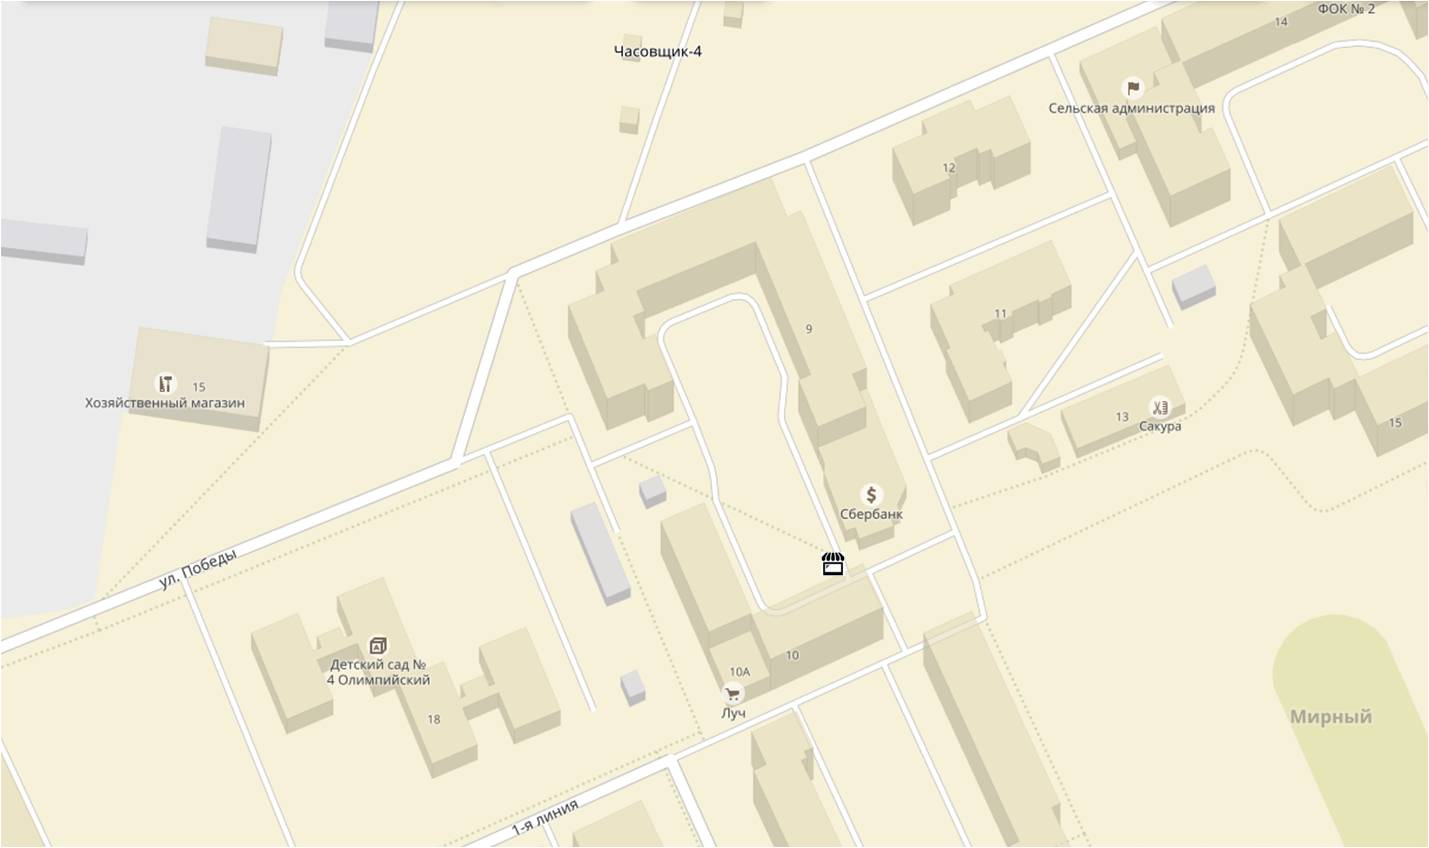 ФОК № 2
14
Часовщик-4
Сельская администрация
12
11
9
15
Хозяйственный магазин
13
Сакура
15
$
Сбербанк
ул. Победы
Детский сад №
4 Олимпийский
18
10
10А
Луч
Мирный
1-я линия